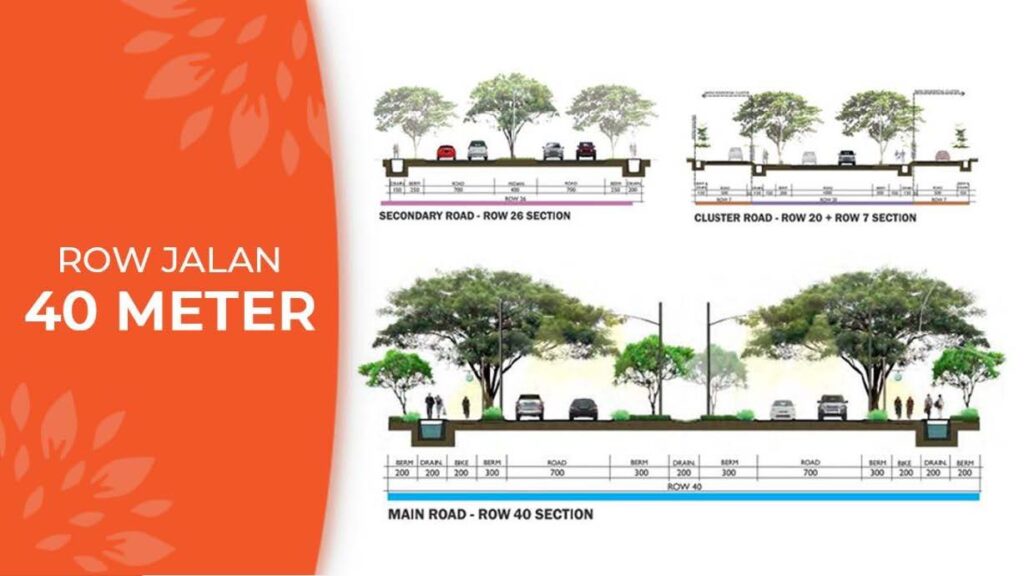 ROW JALAN
40 METER
DRAIN. BERM ROAD MEDIAN ROAD BERM DRAIN.
150 250 700 400 700 250 200
ROW 26
SECONDARY ROAD - ROW 26 SECTION
ROW 7 ROW 20 ROW 7
CLUSTER ROAD - ROW 20 + ROW 7 SECTION
BERM DRAIN. BIKE BERM ROAD BERM DRAIN. BERM ROAD BERM BIKE DRAIN. BERM
200 200 200 300 700 300 200 300 700 300 200 200 200
ROW 40
MAIN ROAD - ROW 40 SECTION